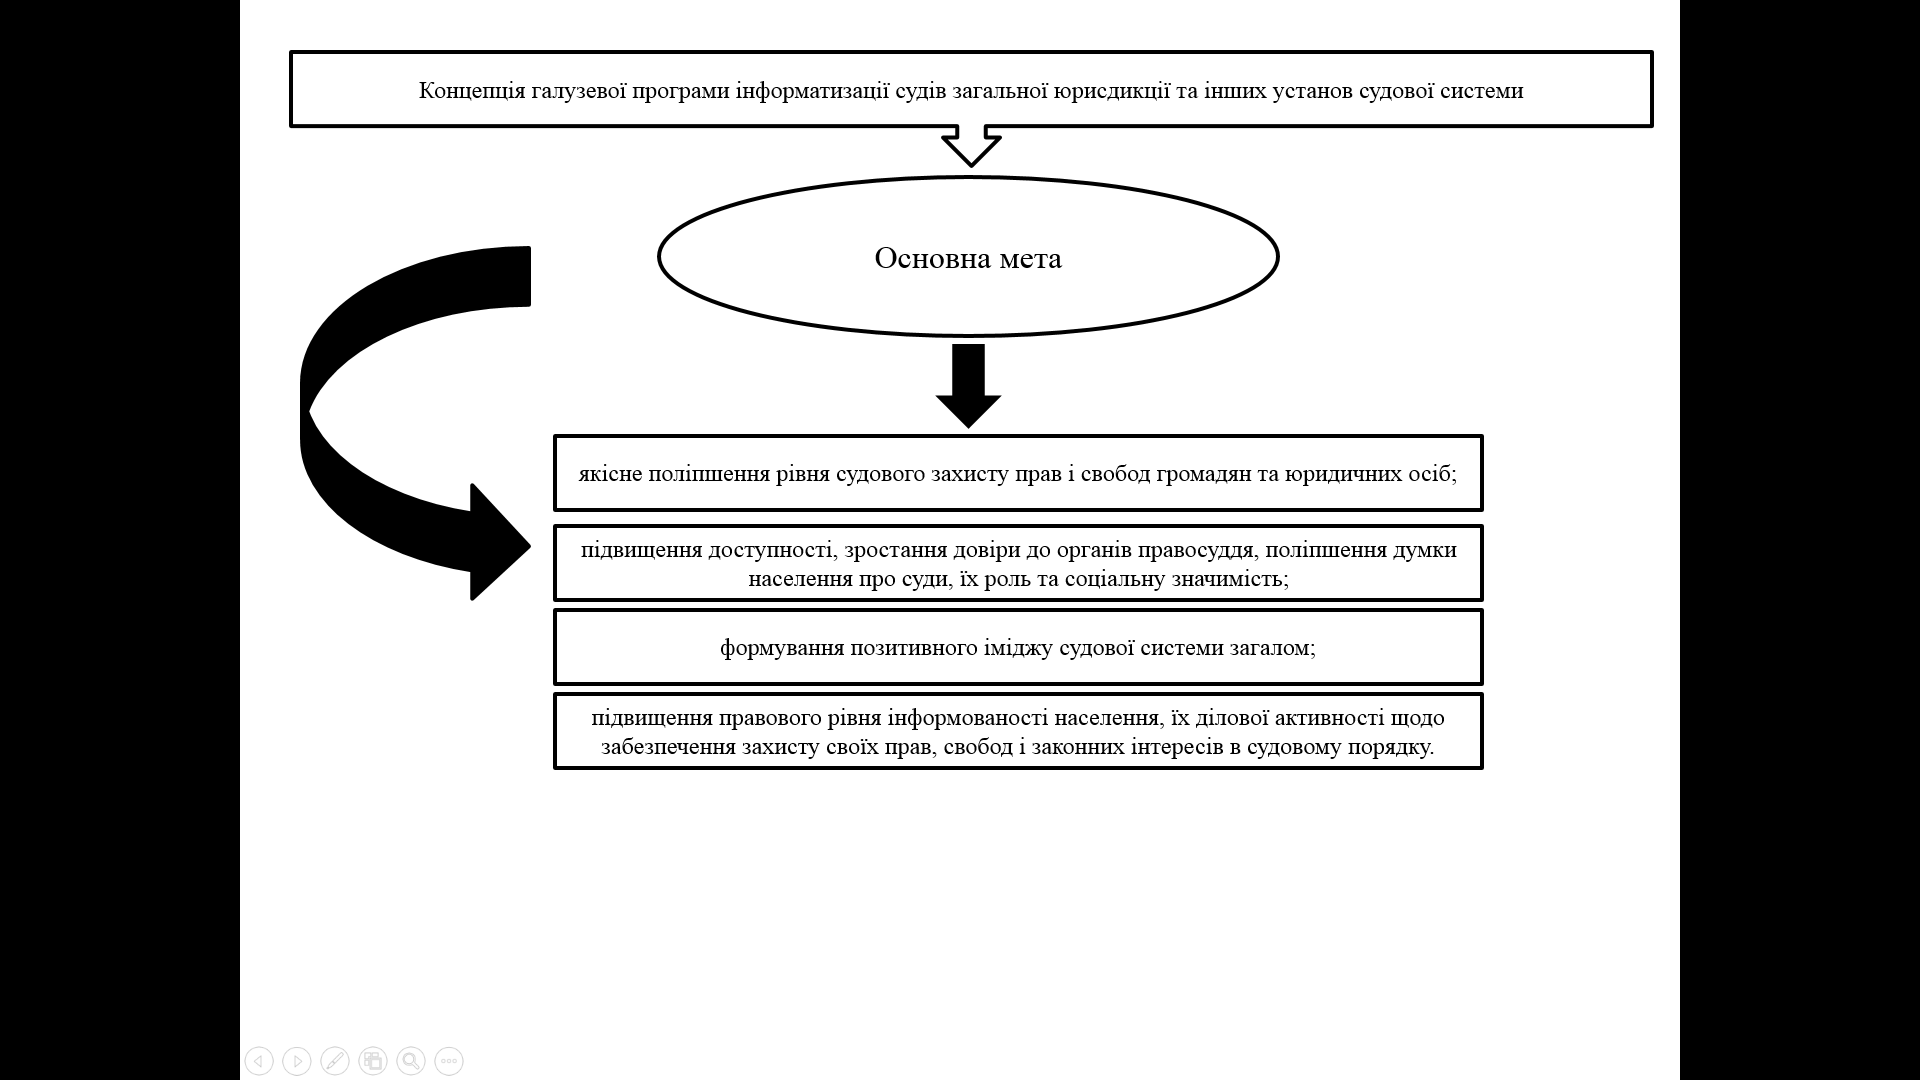 Концепція галузевої програми інформатизації судів загальної юрисдикції та інших установ судової системи
Основна мета
якісне поліпшення рівня судового захисту прав і свобод громадян та юридичних осіб;
підвищення доступності, зростання довіри до органів правосуддя, поліпшення думки
населення про суди, їх роль та соціальну значимість;
формування позитивного іміджу судової системи загалом;
підвищення правового рівня інформованості населення, їх ділової активності щодо
забезпечення захисту своїх прав, свобод і законних інтересів в судовому порядку.